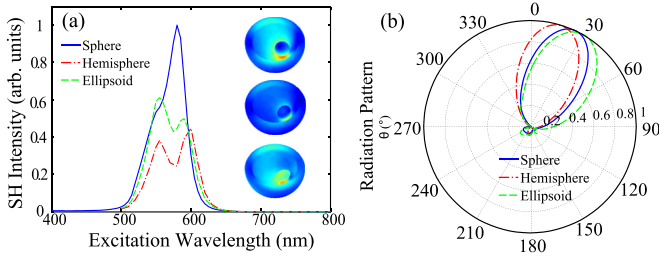 (a)
SH Intensity (arb. units)
1
0.8
0.6
0.4
0.2
0
Sphere
Hemisphere
Ellipsoid
400 500 600 700 800
Excitation Wavelength (nm)
(b)
Radiation Pattern
θ (°)
0
30
60
90
120
150
180
210
240
270
300
330
0.2 0.4 0.6 0.8 1
Sphere
Hemisphere
Ellipsoid